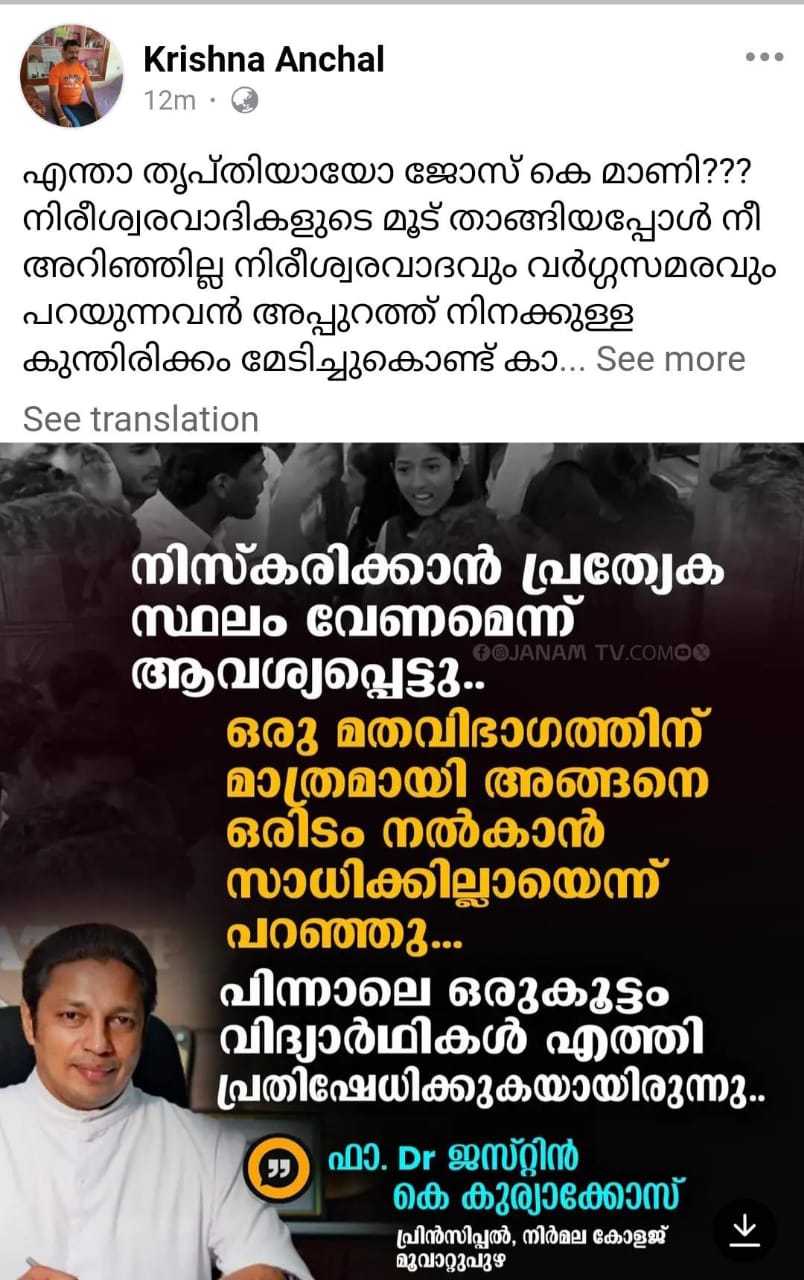 Krishna Anchal
12m
എന്താ തൃപ്തിയായോ ജോസ് കെ മാണി???
നിരീശ്വരവാദികളുടെ മൂട് താങ്ങിയപ്പോൾ നീ
അറിഞ്ഞില്ല നിരീശ്വരവാദവും വർഗ്ഗസമരവും
പറയുന്നവൻ അപ്പുറത്ത് നിനക്കുള്ള
കുന്തിരിക്കം മേടിച്ചുകൊണ്ട് കാ... See more
See translation
നിസ്കരിക്കാൻ പ്രത്യേക
സ്ഥലം വേണമെന്ന്
JANAM TV.COM
ആവശ്യപ്പെട്ടു..
ഒരു മതവിഭാഗത്തിന്
മാത്രമായി അങ്ങനെ
ഒരിടം നൽകാൻ
സാധിക്കില്ലായെന്ന്
പറഞ്ഞു...
പിന്നാലെ ഒരുകൂട്ടം
വിദ്യാർഥികൾ എത്തി
പ്രതിഷേധിക്കുകയായിരുന്നു..
ഫാ. Dr ജസ്റ്റിൻ
കെ കുര്യാക്കോസ്
പ്രിൻസിപ്പൽ, നിർമല കോളജ്
മൂവാറ്റുപുഴ